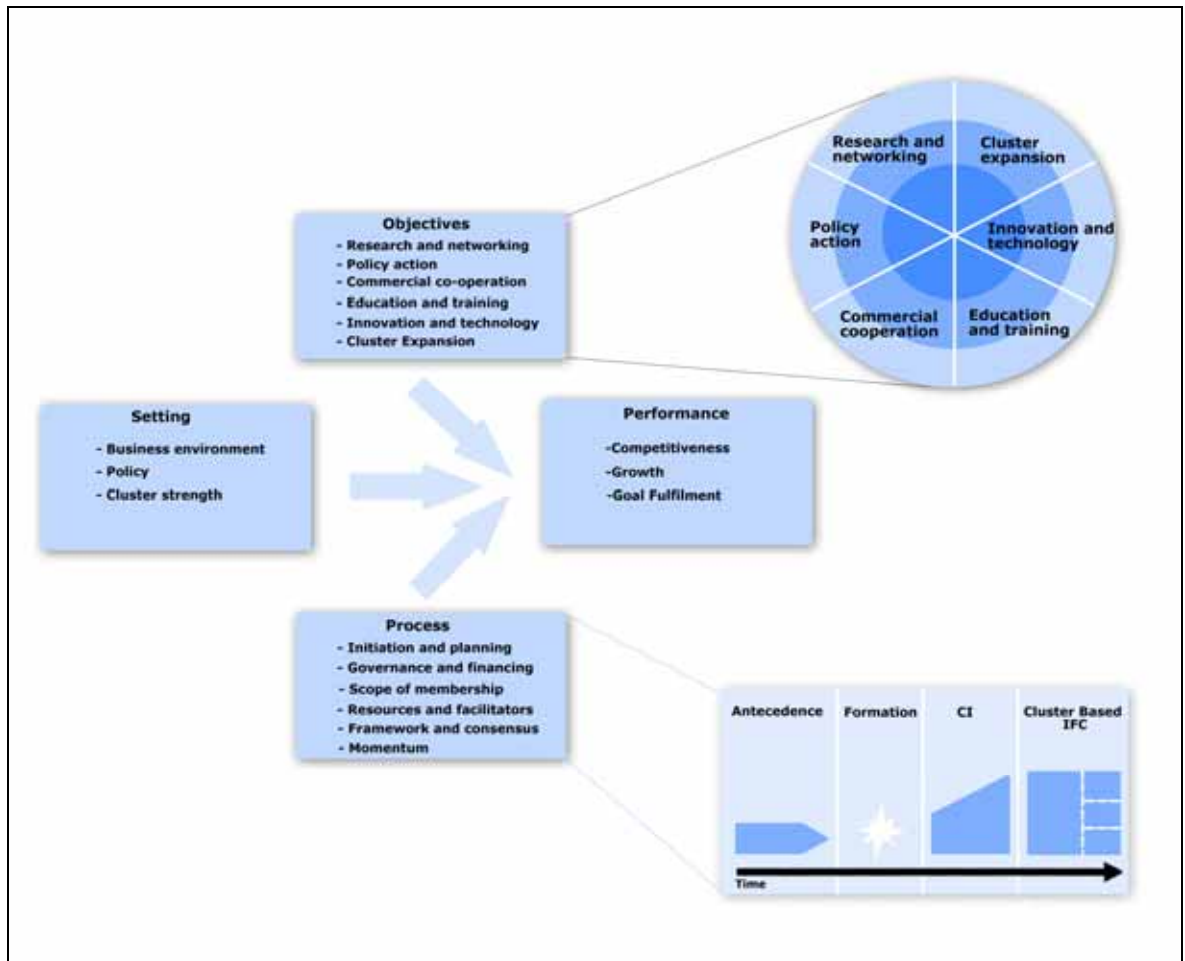 Objectives
- Research and networking
- Policy action
- Commercial co-operation
- Education and training
- Innovation and technology
- Cluster Expansion
Research and
networking
Cluster
expansion
Policy
action
Innovation and
technology
Commercial
cooperation
Education
and training
Setting
- Business environment
- Policy
- Cluster strength
Performance
-Competitiveness
-Growth
-Goal Fulfilment
Process
- Initiation and planning
- Governance and financing
- Scope of membership
- Resources and facilitators
- Framework and consensus
- Momentum
Antecedence
Formation
CI
Cluster Based
IFC
Time